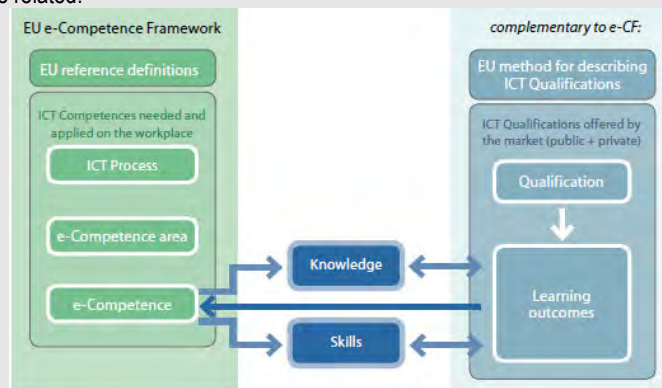 EU e-Competence Framework
EU reference definitions
ICT Competences needed and
applied on the workplace
ICT Process
e-Competence area
e-Competence
Knowledge
Skills
complementary to e-CF:
EU method for describing
ICT Qualifications
ICT Qualifications offered by
the market (public + private)
Qualification
Learning
outcomes